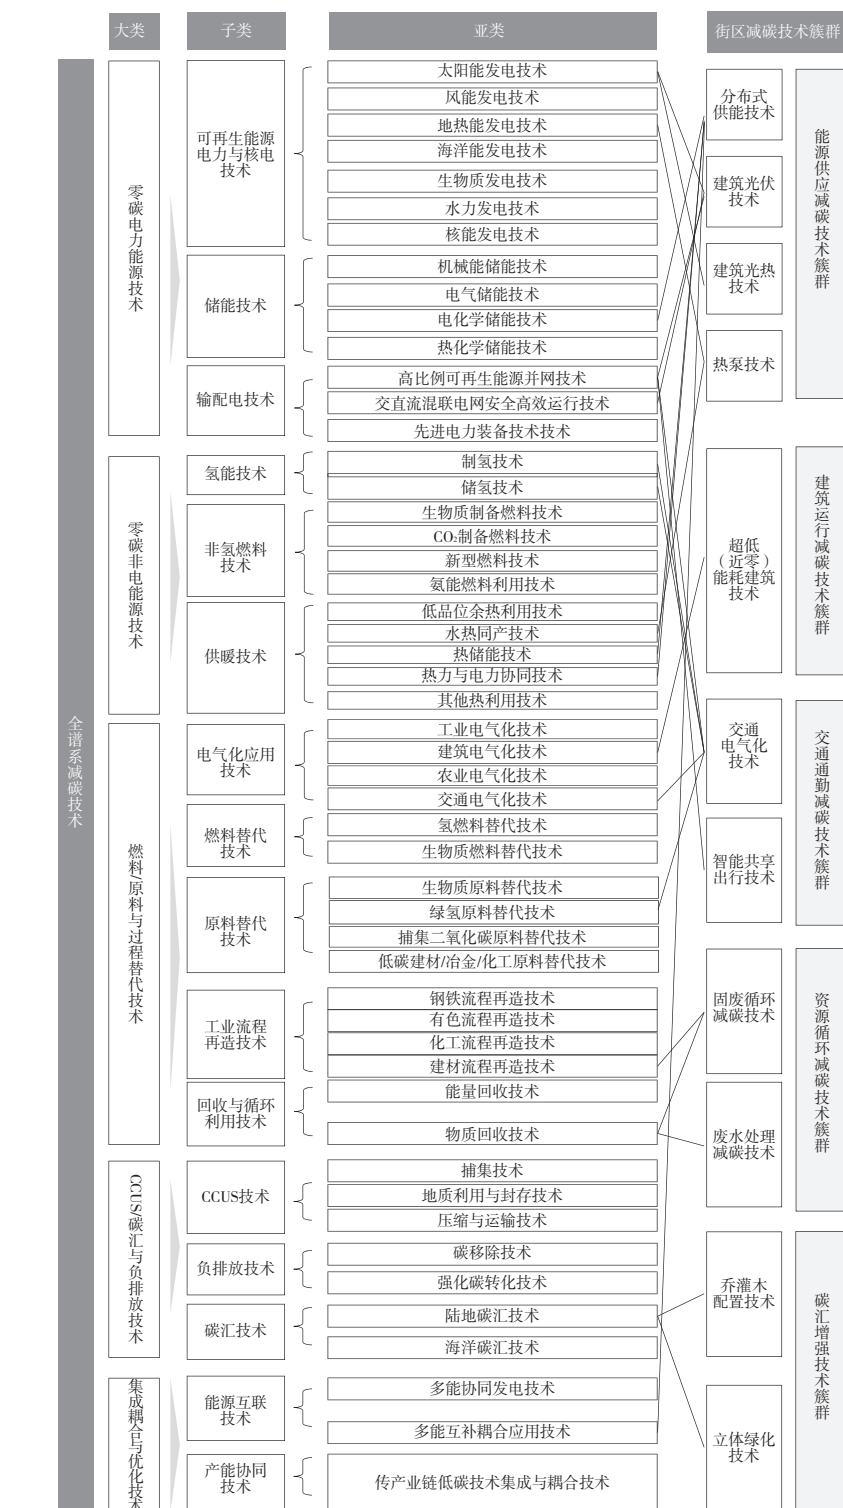 大类
子类
亚类
街区减碳技术簇群
全谱系减碳技术
零碳电力能源技术
可再生能源
电力与核电
技术
太阳能发电技术
风能发电技术
地热能发电技术
海洋能发电技术
生物质发电技术
水力发电技术
核能发电技术
储能技术
机械能储能技术
电气储能技术
电化学储能技术
热化学储能技术
输配电技术
高比例可再生能源并网技术
交直流混联电网安全高效运行技术
先进电力装备技术技术
零碳非电能源技术
氢能技术
制氢技术
储氢技术
非氢燃料
技术
生物质制备燃料技术
CO₂制备燃料技术
新型燃料技术
氨能燃料利用技术
供暖技术
低品位余热利用技术
水热同产技术
热储能技术
热力与电力协同技术
其他热利用技术
燃料/原料与过程替代技术
电气化应用
技术
工业电气化技术
建筑电气化技术
农业电气化技术
交通电气化技术
燃料替代
技术
氢燃料替代技术
生物质燃料替代技术
原料替代
技术
生物质原料替代技术
绿氢原料替代技术
捕集二氧化碳原料替代技术
低碳建材/冶金/化工原料替代技术
工业流程
再造技术
钢铁流程再造技术
有色流程再造技术
化工流程再造技术
建材流程再造技术
回收与循环
利用技术
能量回收技术
物质回收技术
CCUS/碳汇与负排放技术
CCUS技术
捕集技术
地质利用与封存技术
压缩与运输技术
负排放技术
碳移除技术
强化碳转化技术
碳汇技术
陆地碳汇技术
海洋碳汇技术
集成耦合与优化技术
能源互联
技术
多能协同发电技术
多能互补耦合应用技术
产能协同
技术
传产业链低碳技术集成与耦合技术
分布式
供能技术
建筑光伏
技术
建筑光热
技术
热泵技术
能源供应减碳技术簇群
超低
（近零）
能耗建筑
技术
建筑运行减碳技术簇群
交通
电气化
技术
智能共享
出行技术
交通通勤减碳技术簇群
固废循环
减碳技术
废水处理
减碳技术
资源循环减碳技术簇群
乔灌木
配置技术
立体绿化
技术
碳汇增强技术簇群